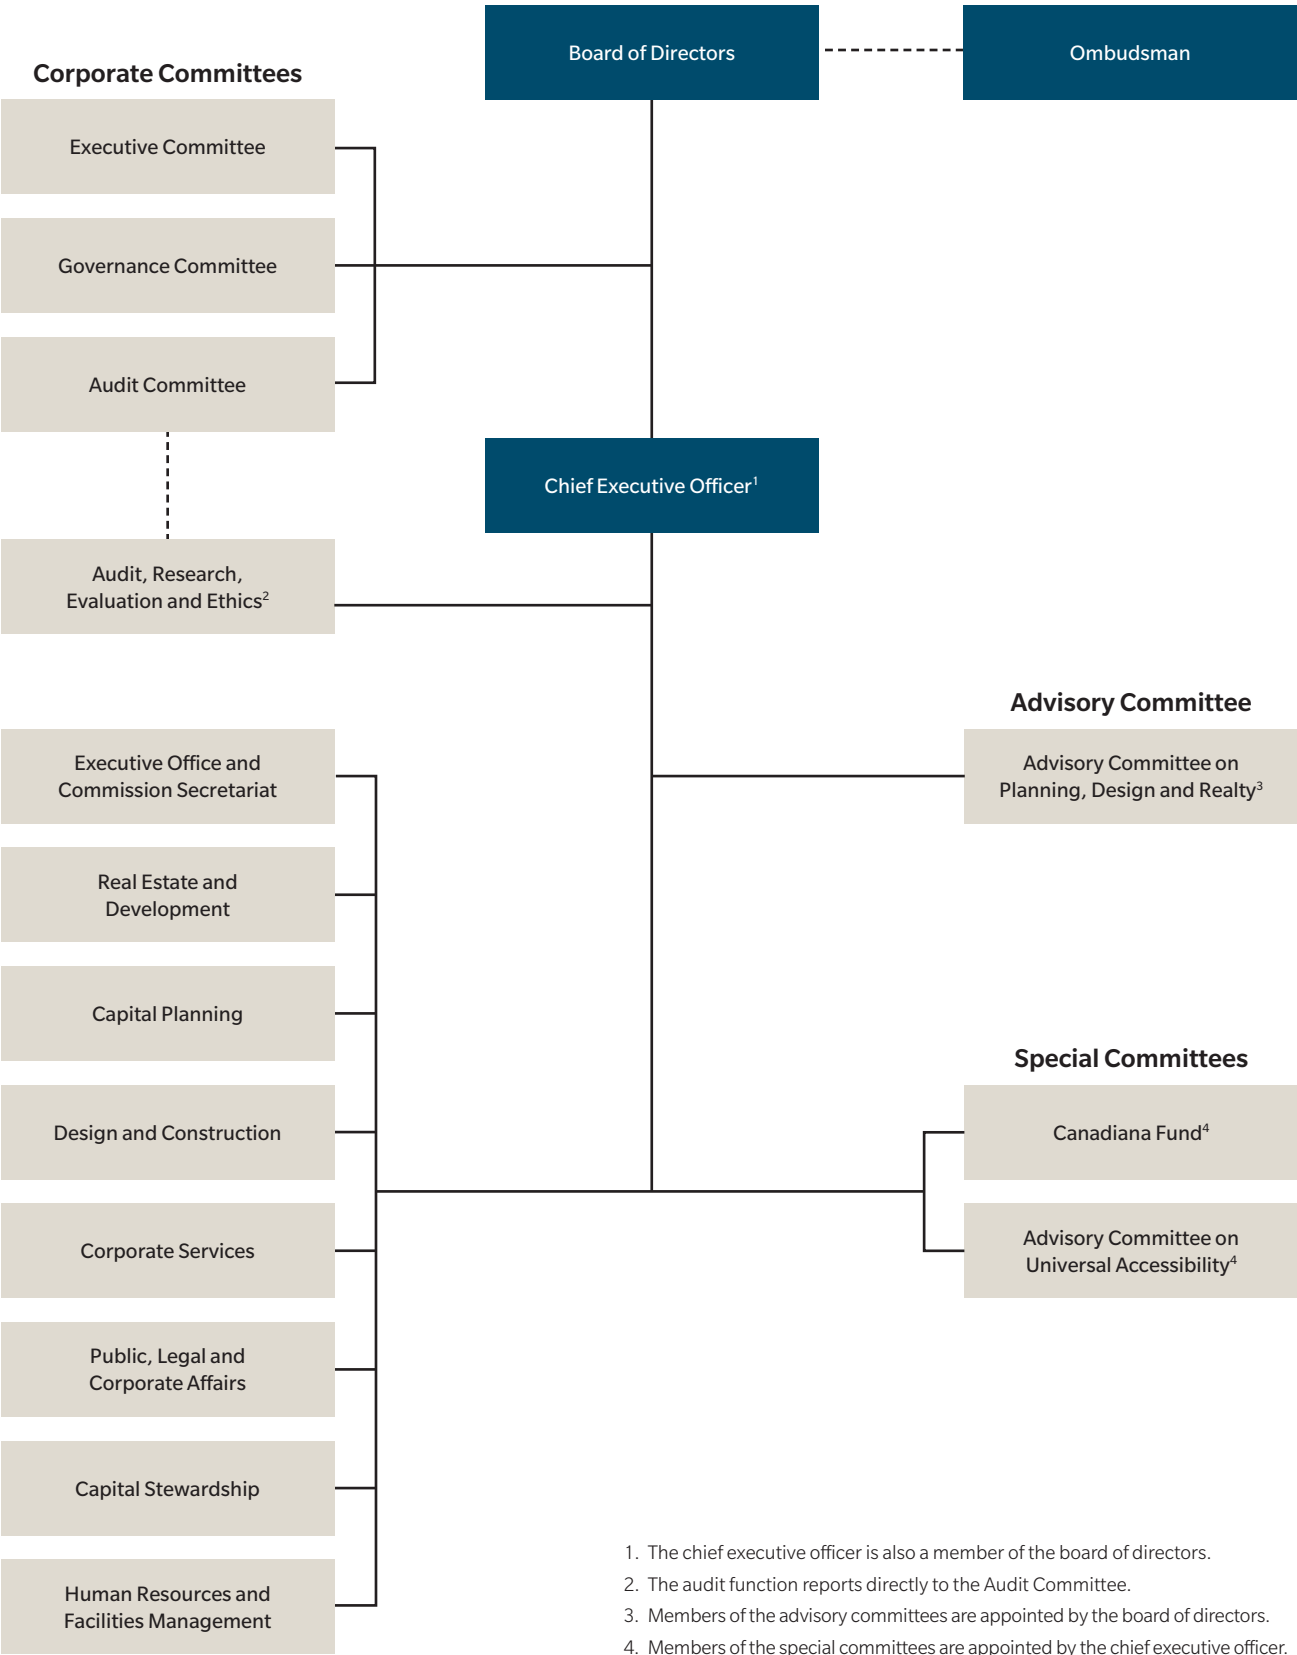 Board of Directors
Ombudsman
Corporate Committees
Executive Committee
Governance Committee
Audit Committee
Chief Executive Officer¹
Audit, Research,
Evaluation and Ethics²
Advisory Committee
Executive Office and
Commission Secretariat
Advisory Committee on
Planning, Design and Realty³
Real Estate and
Development
Capital Planning
Special Committees
Design and Construction
Canadiana Fund⁴
Corporate Services
Advisory Committee on
Universal Accessibility⁴
Public, Legal and
Corporate Affairs
Capital Stewardship
Human Resources and
Facilities Management
1. The chief executive officer is also a member of the board of directors.
2. The audit function reports directly to the Audit Committee.
3. Members of the advisory committees are appointed by the board of directors.
4. Members of the special committees are appointed by the chief executive officer.